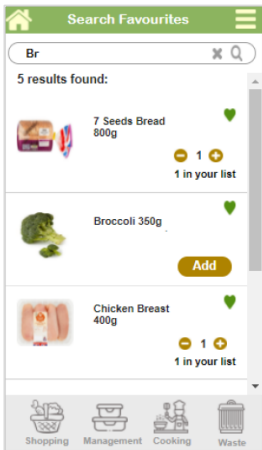 Search Favourites
Br
5 results found:
7 Seeds Bread
800g
1
1 in your list
Broccoli 350g
Add
Chicken Breast
400g
1
1 in your list
Shopping Management Cooking Waste